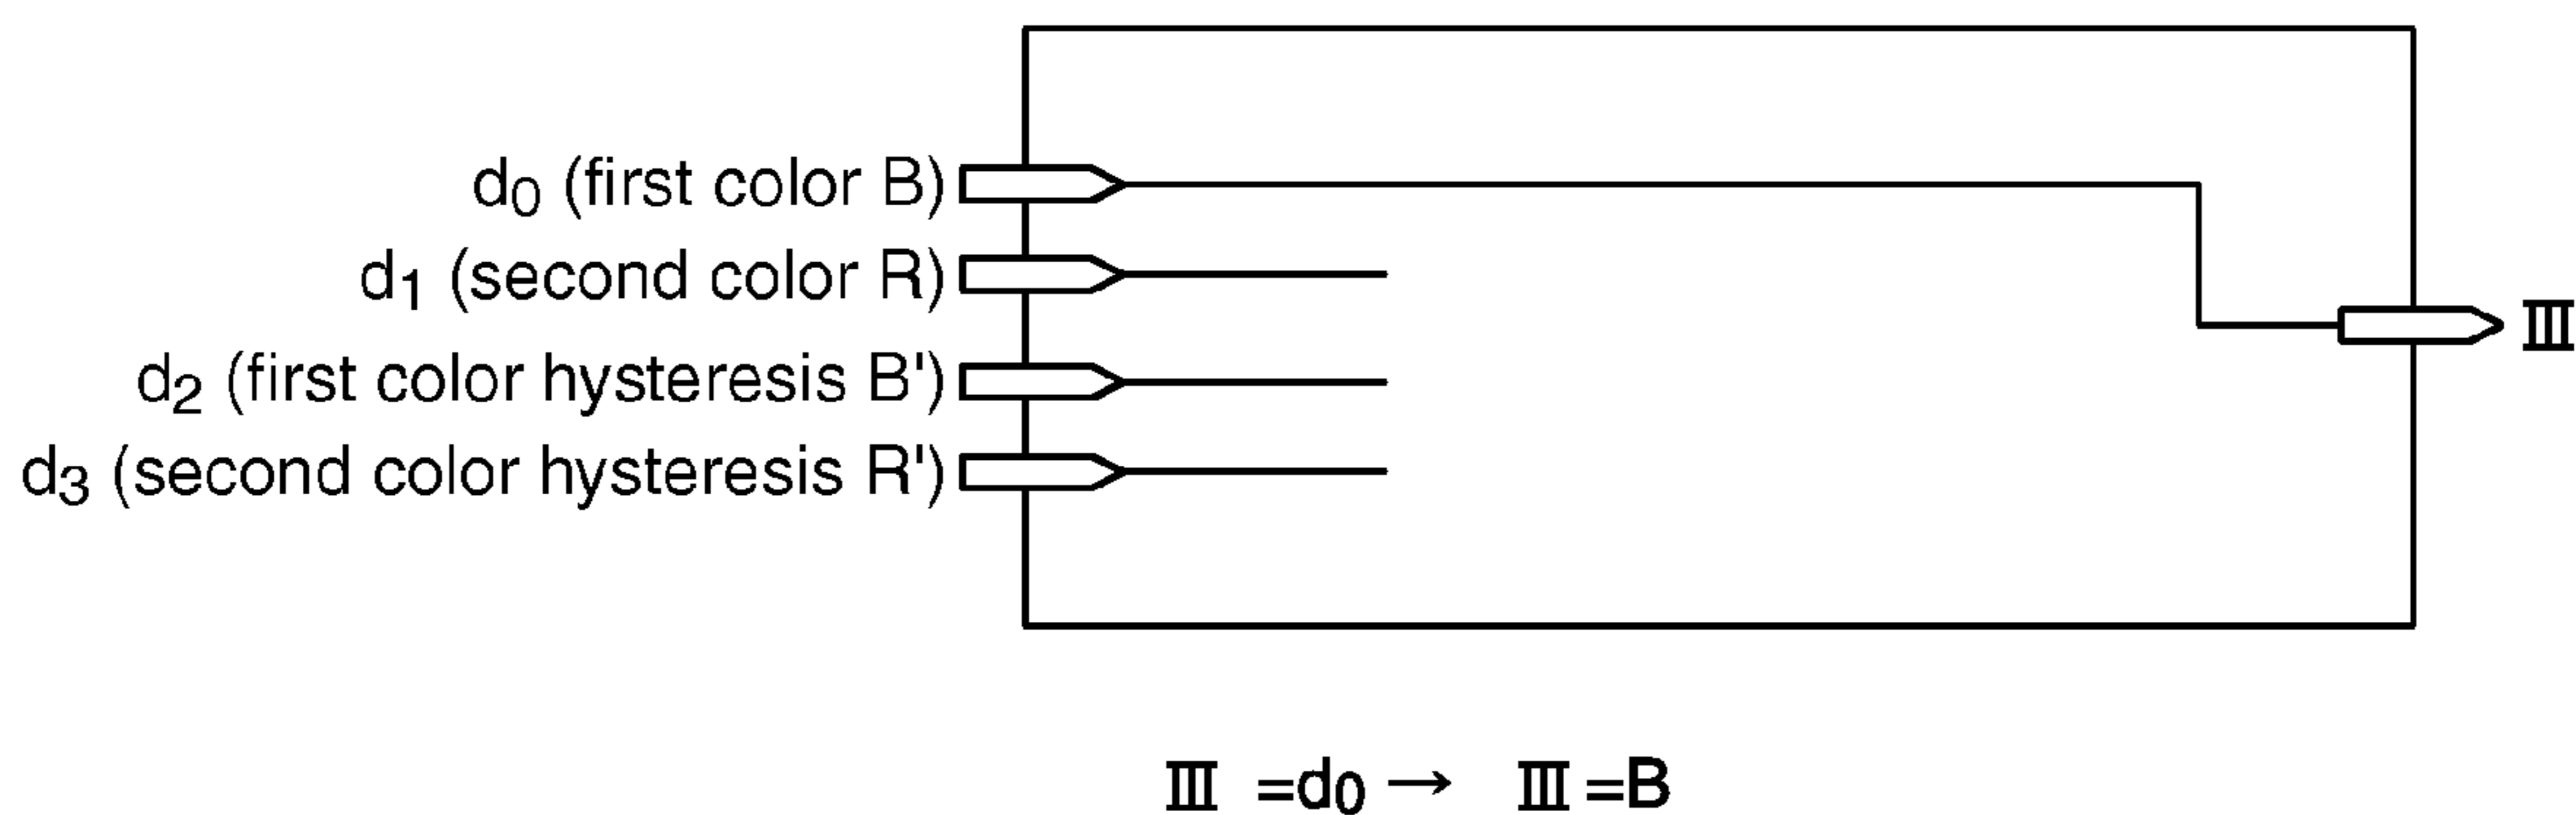 d0 (first color B)
d1 (second color R)
Ⅲ
d2 (first color hysteresis B')
d3 (second color hysteresis R')
Ⅲ =d0 → Ⅲ =B